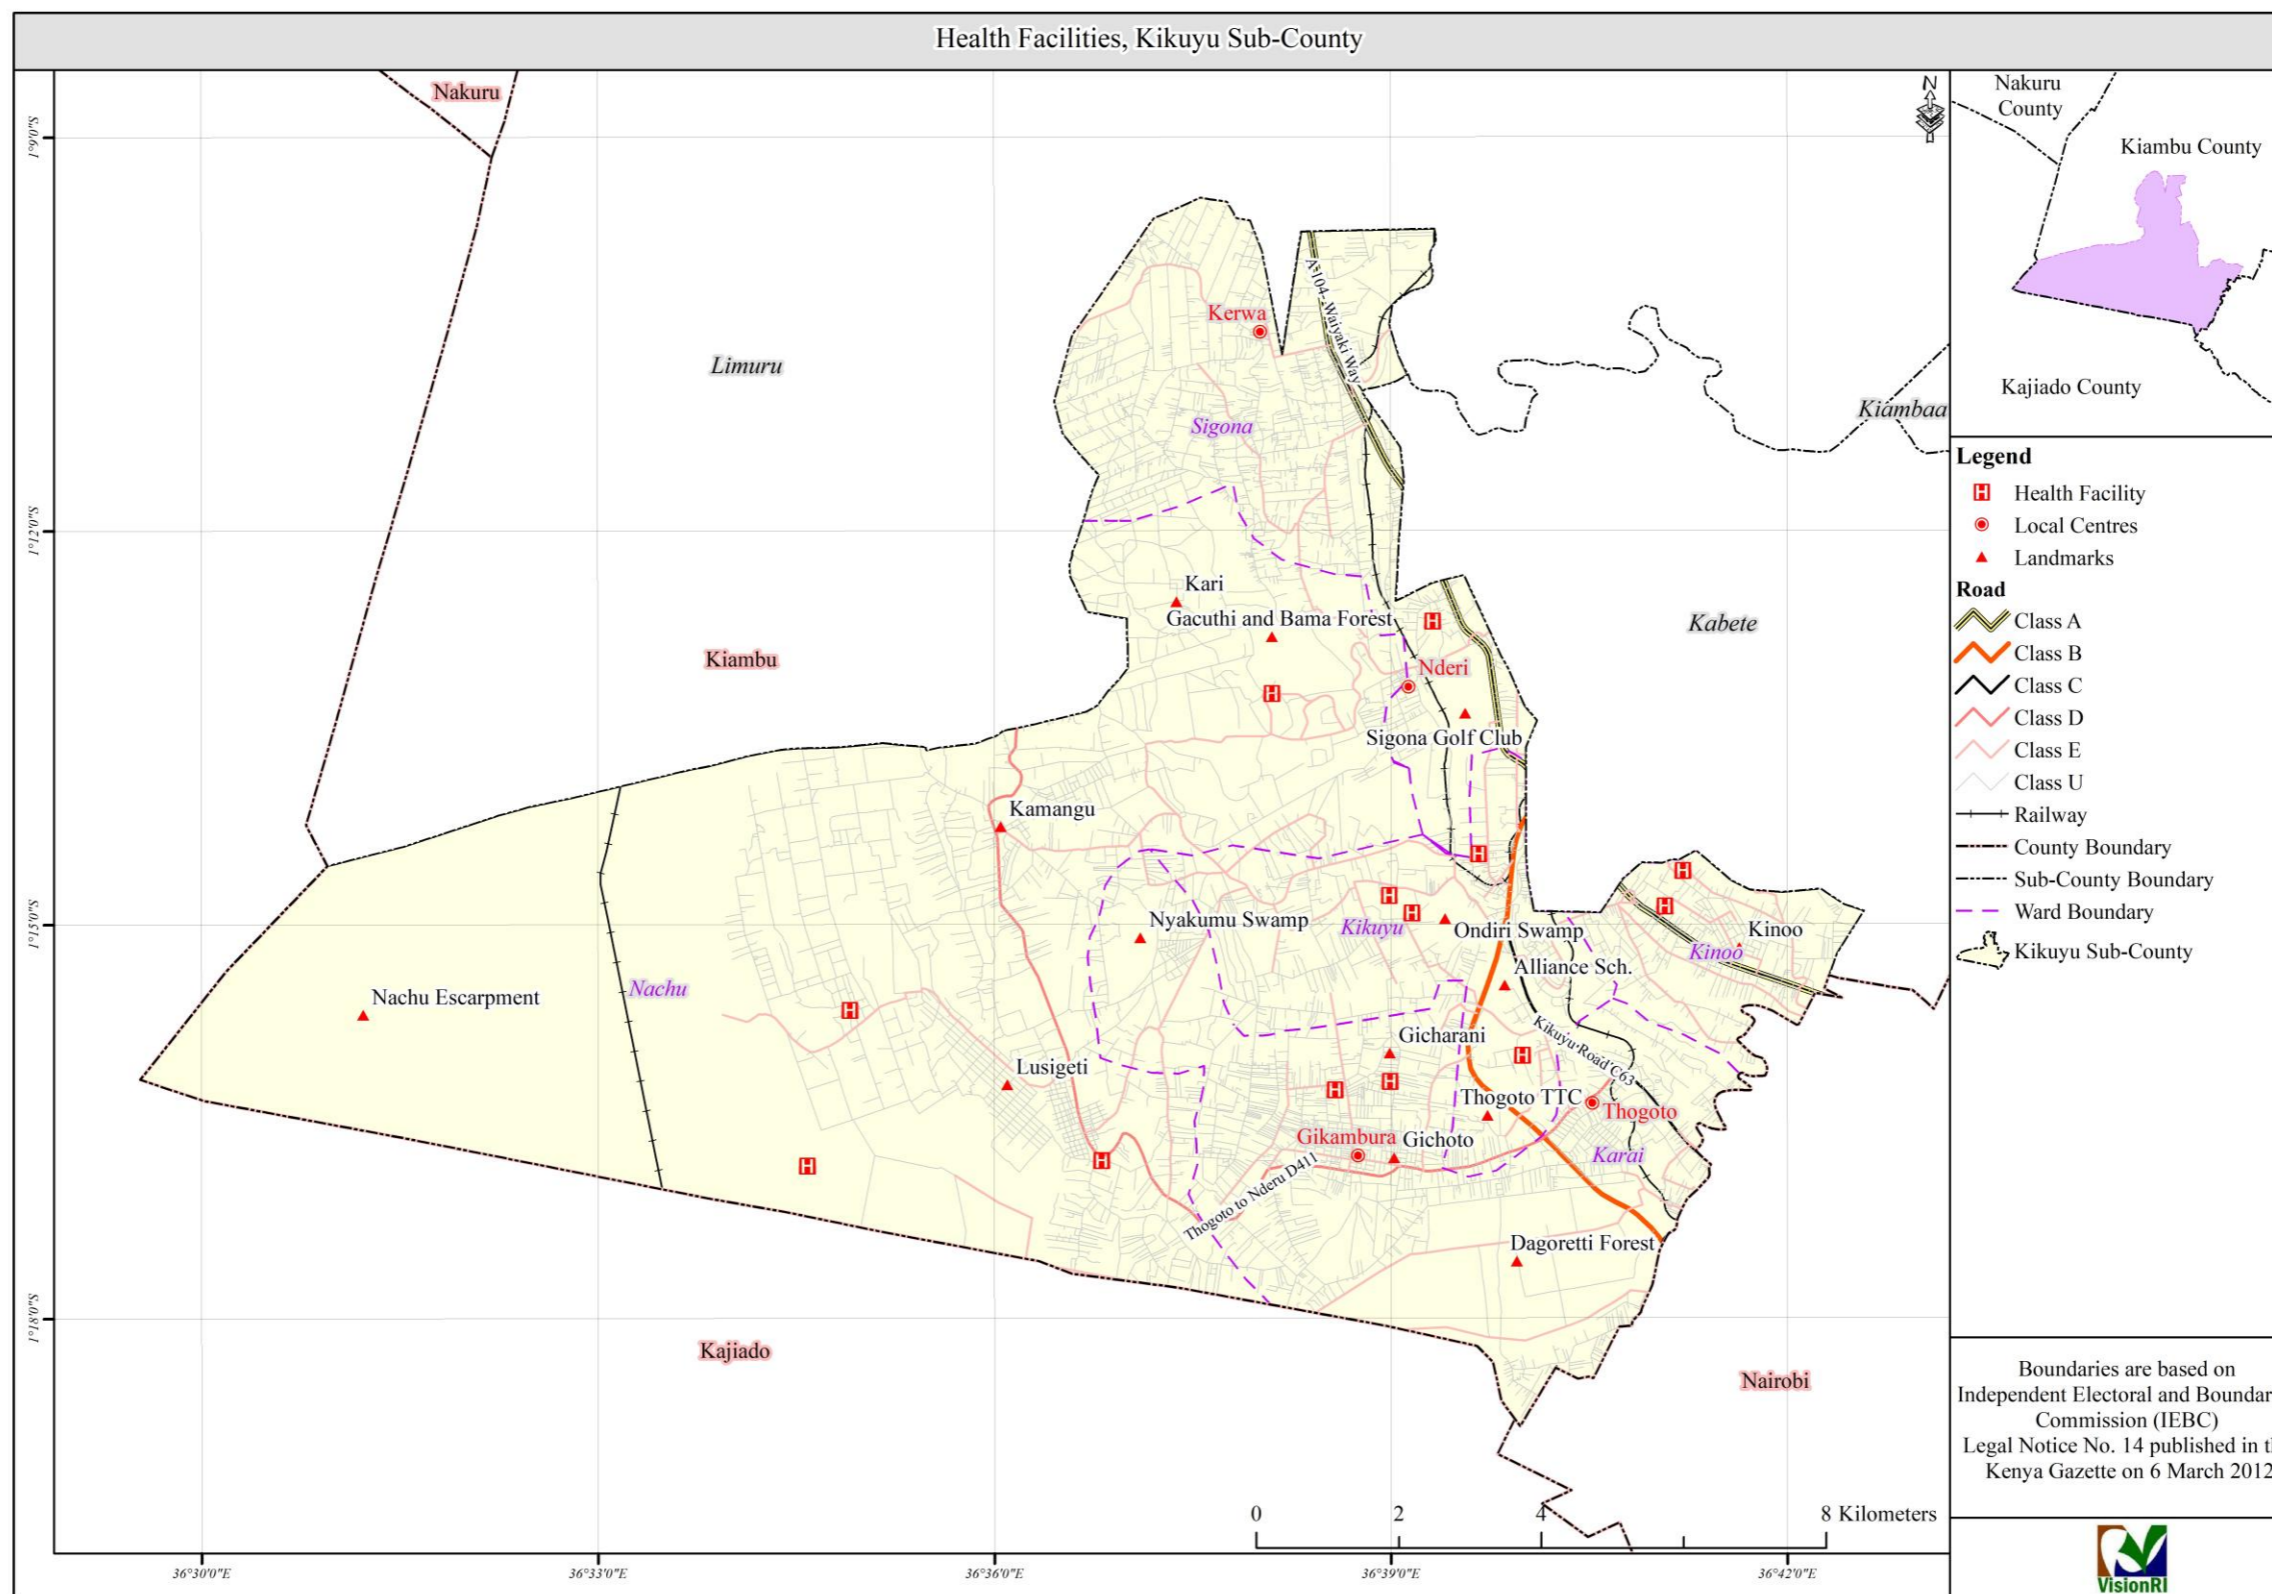 Health Facilities, Kikuyu Sub-County
Nakuru
N
Limuru
Kiambu
Kiambaa
Kabete
Kajiado
Nairobi
Kerwa
A 104-Waiyaki Way
Sigona
Kari
Gacuthi and Bama Forest
Nderi
Sigona Golf Club
Kamangu
Nyakumu Swamp
Kikuyu
Ondiri Swamp
Kinoo
Kinoo
Alliance Sch.
Nachu
Nachu Escarpment
Gicharani
Kikuyu Road C63
Lusigeti
Thogoto TTC
Thogoto
Gikambura
Gichoto
Karai
Thogoto to Nderu D411
Dagoretti Forest
H
H
H
H
H
H
H
H
H
H
H
H
H
1°9'0"S
1°12'0"S
1°15'0"S
1°18'0"S
36°30'0"E
36°33'0"E
36°36'0"E
36°39'0"E
36°42'0"E
0 2 4 8 Kilometers
Nakuru
County
Kiambu County
Kajiado County
Legend
H Health Facility
Local Centres
Landmarks
Road
Class A
Class B
Class C
Class D
Class E
Class U
Railway
County Boundary
Sub-County Boundary
Ward Boundary
Kikuyu Sub-County
Boundaries are based on
Independent Electoral and Boundar
Commission (IEBC)
Legal Notice No. 14 published in t
Kenya Gazette on 6 March 2012
VisionRI